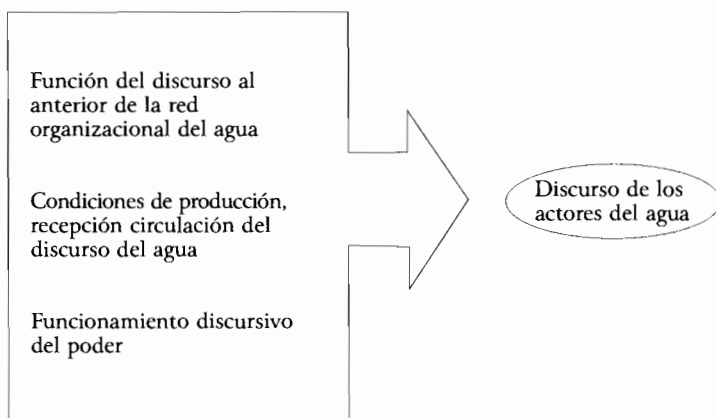 Función del discurso al
anterior de la red
organizacional del agua
Condiciones de producción,
recepción circulación del
discurso del agua
Funcionamiento discursivo
del poder
Discurso de los
actores del agua